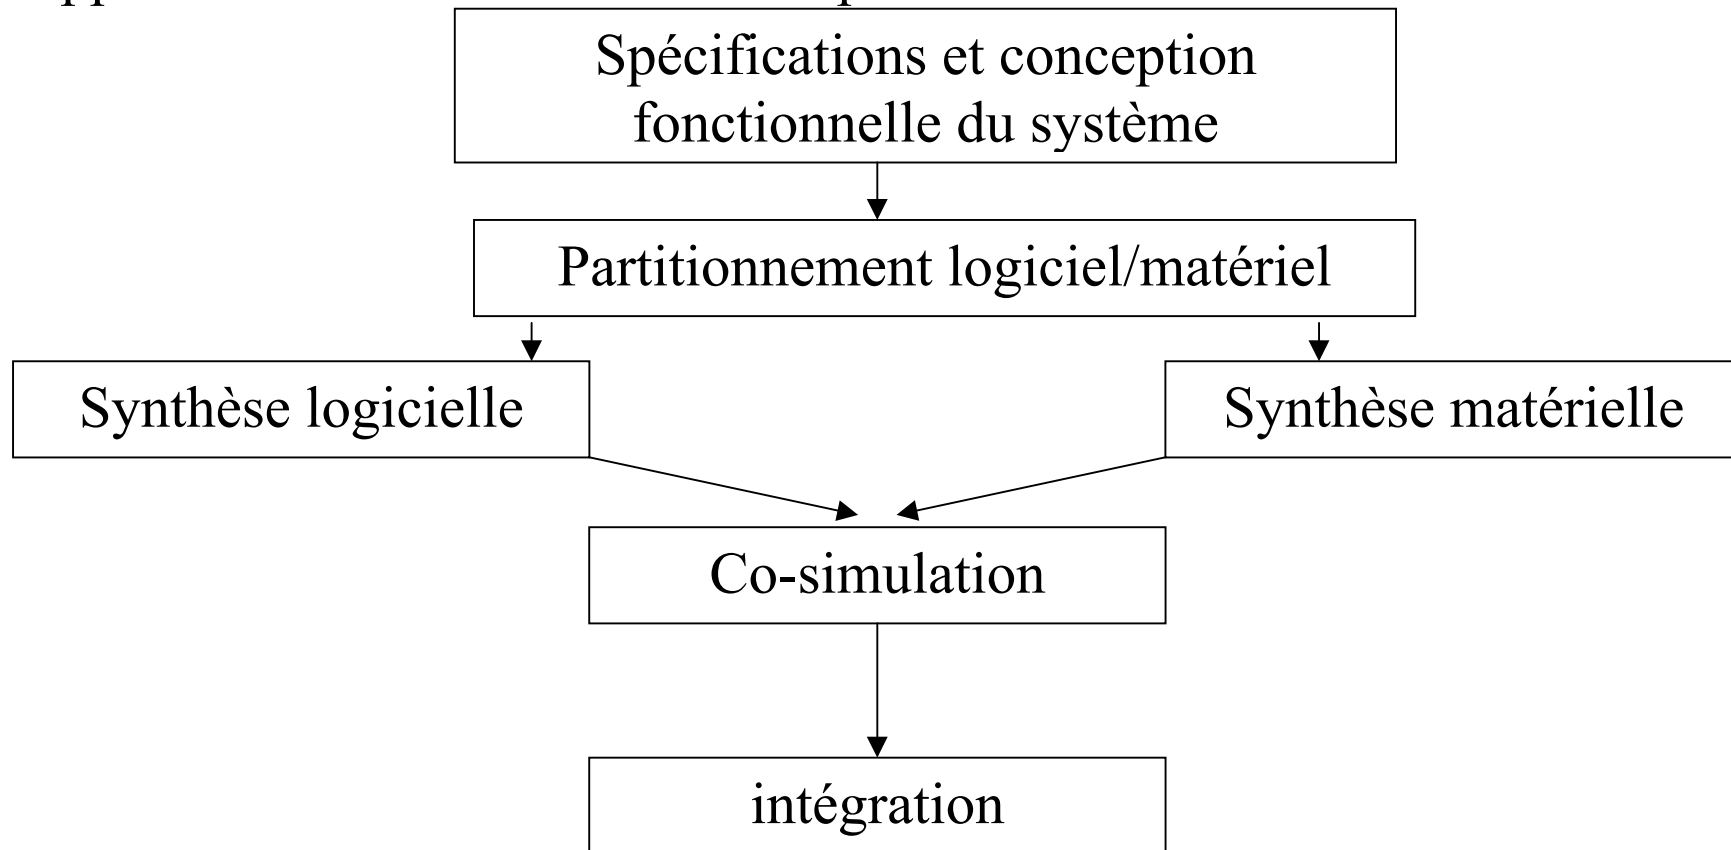 Spécifications et conception
fonctionnelle du système
Partitionnement logiciel/matériel
Synthèse logicielle
Synthèse matérielle
Co-simulation
intégration